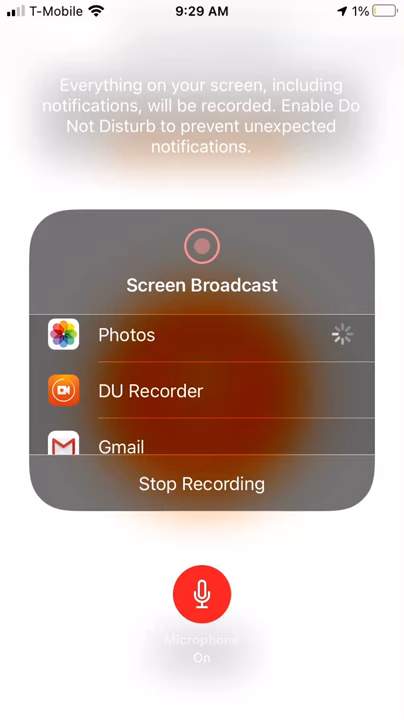 T-Mobile 9:29 AM 1%
Everything on your screen, including
notifications, will be recorded. Enable Do
Not Disturb to prevent unexpected
notifications.
Screen Broadcast
Photos
DU Recorder
Gmail
Stop Recording
Microphone
On